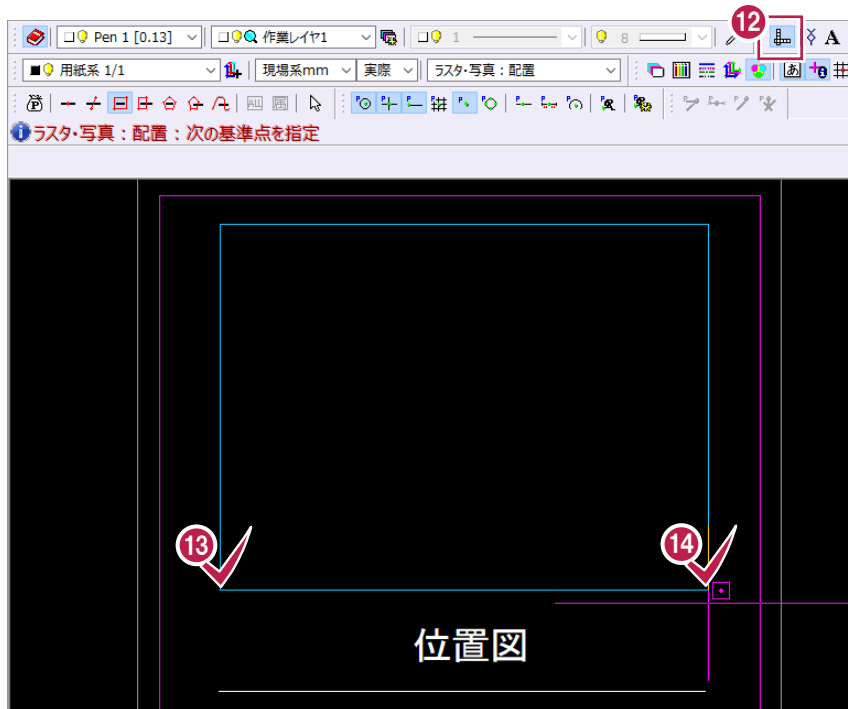 ⑫
Pen 1 [0.13] 作業レイヤ1 1 8 A
用紙系 1/1 現場系mm 実際 ラスタ・写真：配置 あ
ラスタ・写真：配置：次の基準点を指定
⑬ ⑭
位置図